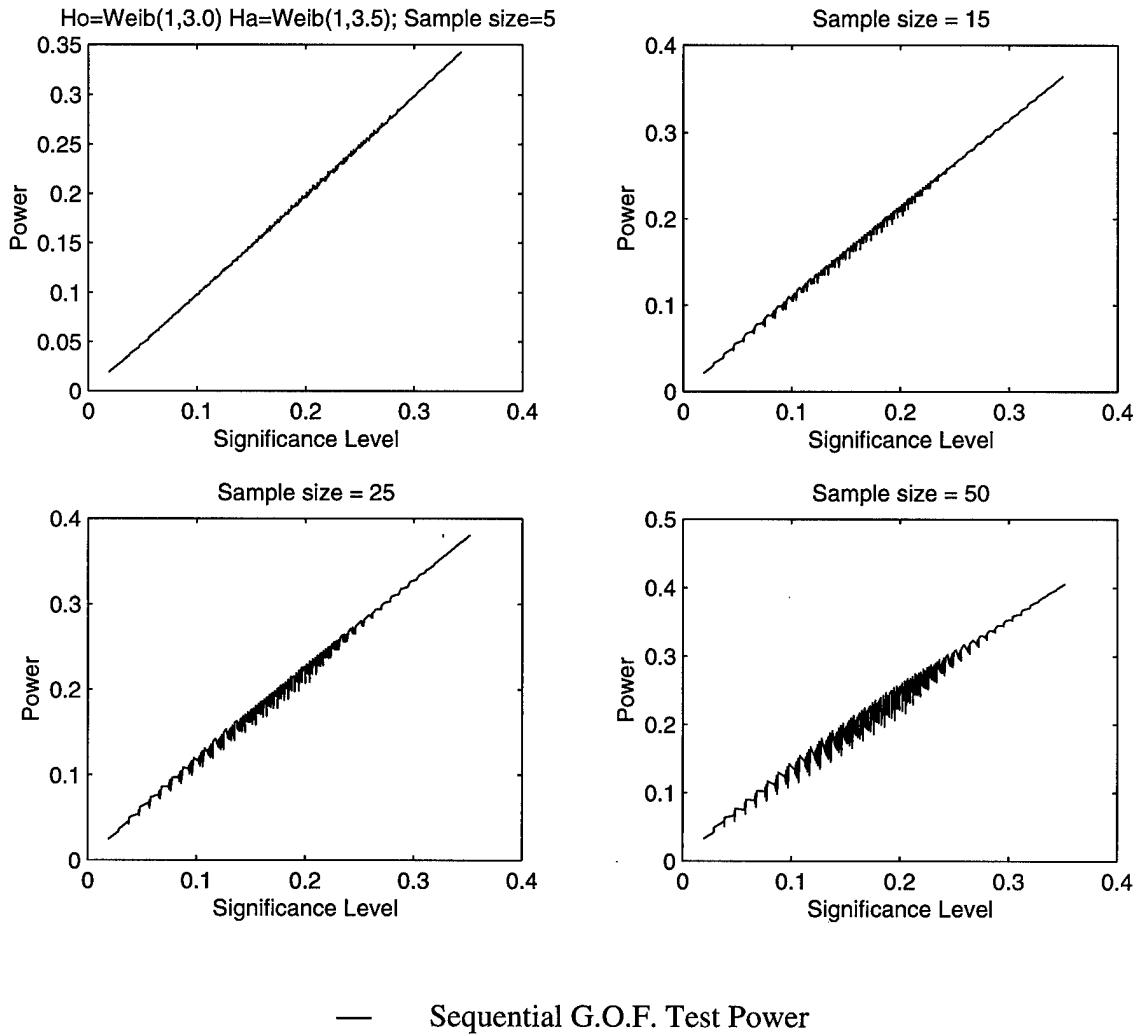 Ho=Weib(1,3.0) Ha=Weib(1,3.5); Sample size=5
0.35
0.3
0.25
0.2
0.15
0.1
0.05
0
Power
0 0.1 0.2 0.3 0.4
Significance Level
Sample size = 15
0.4
0.3
0.2
0.1
0
Power
0 0.1 0.2 0.3 0.4
Significance Level
Sample size = 25
0.4
0.3
0.2
0.1
0
Power
0 0.1 0.2 0.3 0.4
Significance Level
Sample size = 50
0.5
0.4
0.3
0.2
0.1
0
Power
0 0.1 0.2 0.3 0.4
Significance Level
Sequential G.O.F. Test Power